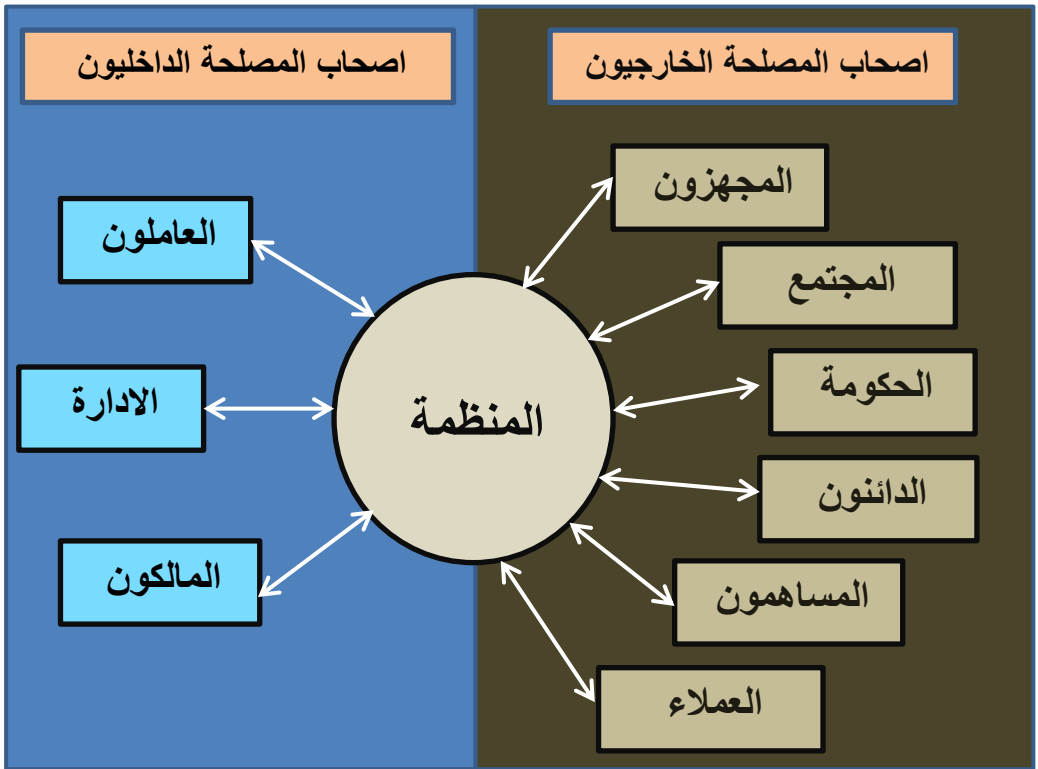 اصحاب المصلحة الخارجيون
اصحاب المصلحة الداخليون
المجهزون
المجتمع
الحكومة
الدائنون
المساهمون
العملاء
المنظمة
العاملون
الادارة
المالكون